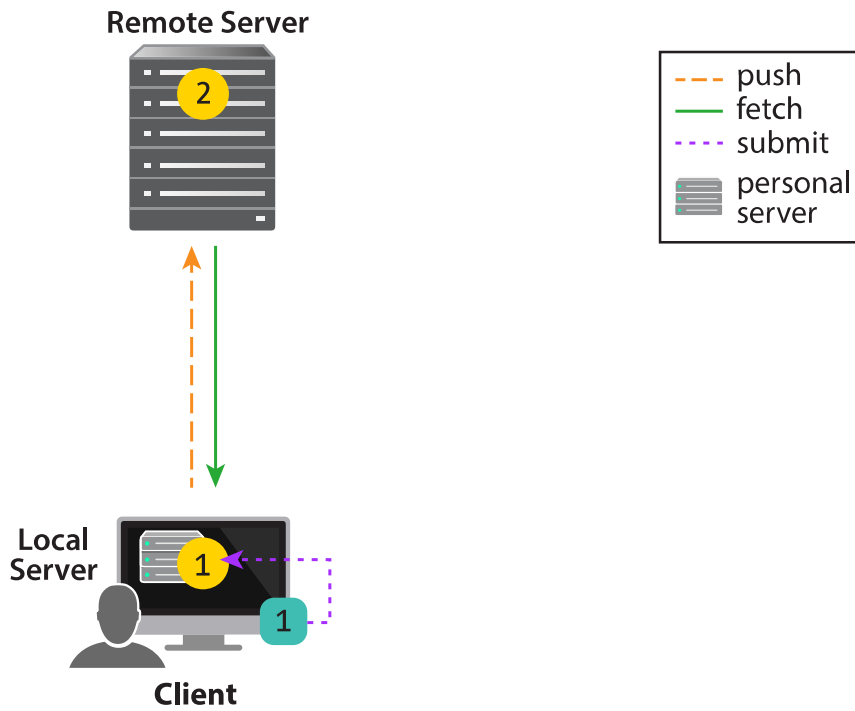 Remote Server
2
push
fetch
submit
personal
server
Local
Server
1
1
Client